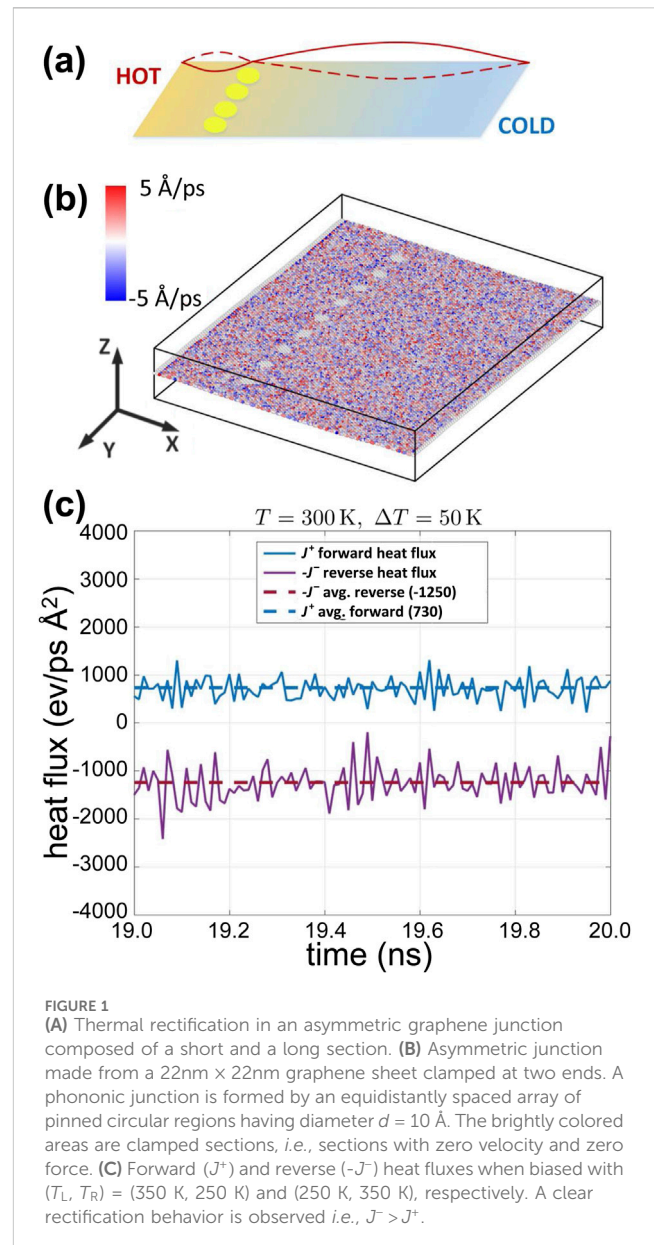 (a)
HOT
COLD
(b)
5 Å/ps
-5 Å/ps
Z
Y
X
(c)
T = 300 K, ΔT = 50 K
4000
3000
2000
1000
0
-1000
-2000
-3000
-4000
heat flux (ev/ps Å²)
J⁺ forward heat flux
-J⁻ reverse heat flux
-J⁻ avg. reverse (-1250)
J⁺ avg. forward (730)
19.0 19.2 19.4 19.6 19.8 20.0
time (ns)
FIGURE 1
(A) Thermal rectification in an asymmetric graphene junction
composed of a short and a long section. (B) Asymmetric junction
made from a 22nm × 22nm graphene sheet clamped at two ends. A
phononic junction is formed by an equidistantly spaced array of
pinned circular regions having diameter d = 10 Å. The brightly colored
areas are clamped sections, i.e., sections with zero velocity and zero
force. (C) Forward (J⁺) and reverse (-J⁻) heat fluxes when biased with
(T_L, T_R) = (350 K, 250 K) and (250 K, 350 K), respectively. A clear
rectification behavior is observed i.e., J⁻ > J⁺.